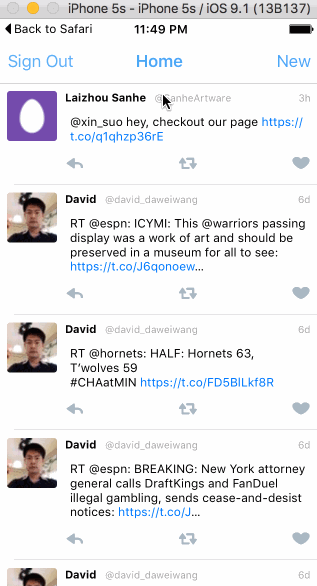 iPhone 5s - iPhone 5s / iOS 9.1 (13B137)
Back to Safari 11:49 PM
Sign Out Home New
Laizhou Sanhe @SanheArtware 3h
@xin_suo hey, checkout our page https://
t.co/q1qhzp36rE
David @david_daweiwang 6d
RT @espn: ICYMI: This @warriors passing
display was a work of art and should be
preserved in a museum for all to see:
https://t.co/J6qonoew...
David @david_daweiwang 6d
RT @hornets: HALF: Hornets 63,
T'wolves 59
#CHAatMIN https://t.co/FD5BlLkf8R
David @david_daweiwang 6d
RT @espn: BREAKING: New York attorney
general calls DraftKings and FanDuel
illegal gambling, sends cease-and-desist
notices: https://t.co/J...
David @david_daweiwang 6d